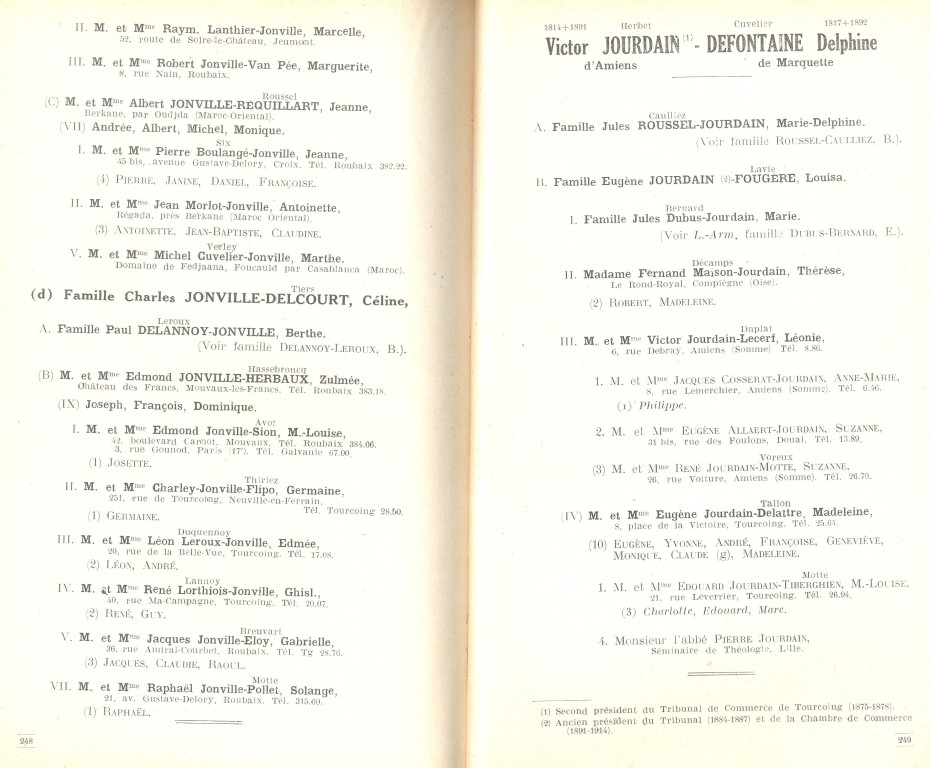 II. M. et Mme Raym. Lanthier-Jonville, Marcelle,
52, route de Solre-le-Château, Jeumont.
III. M. et Mme Robert Jonville-Van Pée, Marguerite,
8, rue Nain, Roubaix.
Roussel
(C) M. et Mme Albert JONVILLE-REQUILLART, Jeanne,
Berkane, par Oudjda (Maroc-Oriental).
(VII) Andrée, Albert, Michel, Monique.
Six
I. M. et Mme Pierre Boulangé-Jonville, Jeanne,
45 bis, avenue Gustave-Delory, Croix. Tél. Roubaix 382.22.
(4) PIERRE, JANINE, DANIEL, FRANÇOISE.
II. M. et Mme Jean Morlot-Jonville, Antoinette,
Régada, près Berkane (Maroc Oriental).
(3) ANTOINETTE, JEAN-BAPTISTE, CLAUDINE.
Verley
V. M. et Mme Michel Cuvelier-Jonville, Marthe.
Domaine de Fedjaana, Foucauld par Casablanca (Maroc).
Tiers
(d) Famille Charles JONVILLE-DELCOURT, Céline,
Leroux
A. Famille Paul DELANNOY-JONVILLE, Berthe.
(Voir famille DELANNOY-LEROUX, B.).
Hassebroucq
(B) M. et Mme Edmond JONVILLE-HERBAUX, Zulmée,
Château des Francs, Mouvaux-les-Francs. Tél. Roubaix 383.18.
(IX) Joseph, François, Dominique.
Avot
I. M. et Mme Edmond Jonville-Sion, M.-Louise,
42, boulevard Carnot, Mouvaux. Tél. Roubaix 384.06.
3, rue Gounod, Paris (17e). Tél. Galvanie 67.00.
(1) JOSETTE.
Thiriez
II. M. et Mme Charley-Jonville-Flipo, Germaine,
251, rue de Tourcoing, Neuville-en-Ferrain.
Tél. Tourcoing 28.50.
(1) GERMAINE.
Duquennoy
III. M. et Mme Léon Leroux-Jonville, Edmée,
20, rue de la Belle-Vue, Tourcoing. Tél. 17.08.
(2) LÉON, ANDRÉ.
Lannoy
IV. M. et Mme René Lorthiois-Jonville, Ghisl.,
40, rue Ma-Campagne, Tourcoing. Tél. 20.07.
(2) RENÉ, GUY.
Breuvart
V. M. et Mme Jacques Jonville-Eloy, Gabrielle,
36, rue Amiral-Courbet, Roubaix. Tél. Tg 28.76.
(3) JACQUES, CLAUDIE, RAOUL.
Motte
VII. M. et Mme Raphaël Jonville-Pollet, Solange,
21, av. Gustave-Delory, Roubaix. Tél. 315.60.
(1) RAPHAËL.
248
1814+1891 Herbet Cuvelier 1817+1892
Victor JOURDAIN (1) - DEFONTAINE Delphine
d'Amiens de Marquette
Caulliez
A. Famille Jules ROUSSEL-JOURDAIN, Marie-Delphine.
(Voir famille ROUSSEL-CAULLIEZ, B.).
Lavie
B. Famille Eugène JOURDAIN (2)-FOUGERE, Louisa.
Bernard
I. Famille Jules Dubus-Jourdain, Marie.
(Voir L.-Arm, famille DUBUS-BERNARD, E.).
Décamps
II. Madame Fernand Maison-Jourdain, Thérèse,
Le Rond-Royal, Compiègne (Oise).
(2) ROBERT, MADELEINE.
Duplat
III. M. et Mme Victor Jourdain-Lecerf, Léonie,
6, rue Debray, Amiens (Somme) Tél. 8.86.
1. M. et Mme JACQUES COSSERAT-JOURDAIN, ANNE-MARIE,
8, rue Lemerchier, Amiens (Somme). Tél. 6.46.
(1) Philippe.
2. M. et Mme EUGÈNE ALLAERT-JOURDAIN, SUZANNE,
31 bis, rue des Foulons, Douai. Tél. 13.89.
Voreux
(3) M. et Mme RENÉ JOURDAIN-MOTTE, SUZANNE,
26, rue Voiture, Amiens (Somme). Tél. 26.79.
Tallon
(IV) M. et Mme Eugène Jourdain-Delattre, Madeleine,
8, place de la Victoire, Tourcoing. Tél. 25.64.
(10) EUGÈNE, YVONNE, ANDRÉ, FRANÇOISE, GENEVIÈVE,
MONIQUE, CLAUDE (g), MADELEINE.
Motte
1. M. et Mme EDOUARD JOURDAIN-TIBERGHIEN, M.-LOUISE,
21, rue Leverrier, Tourcoing. Tél. 26.94.
(3) Charlotte, Edouard, Marc.
4. Monsieur l'abbé PIERRE JOURDAIN,
Séminaire de Théologie, Lille.
(1) Second président du Tribunal de Commerce de Tourcoing (1875-1878).
(2) Ancien président du Tribunal (1884-1887) et de la Chambre de Commerce
(1891-1914).
249